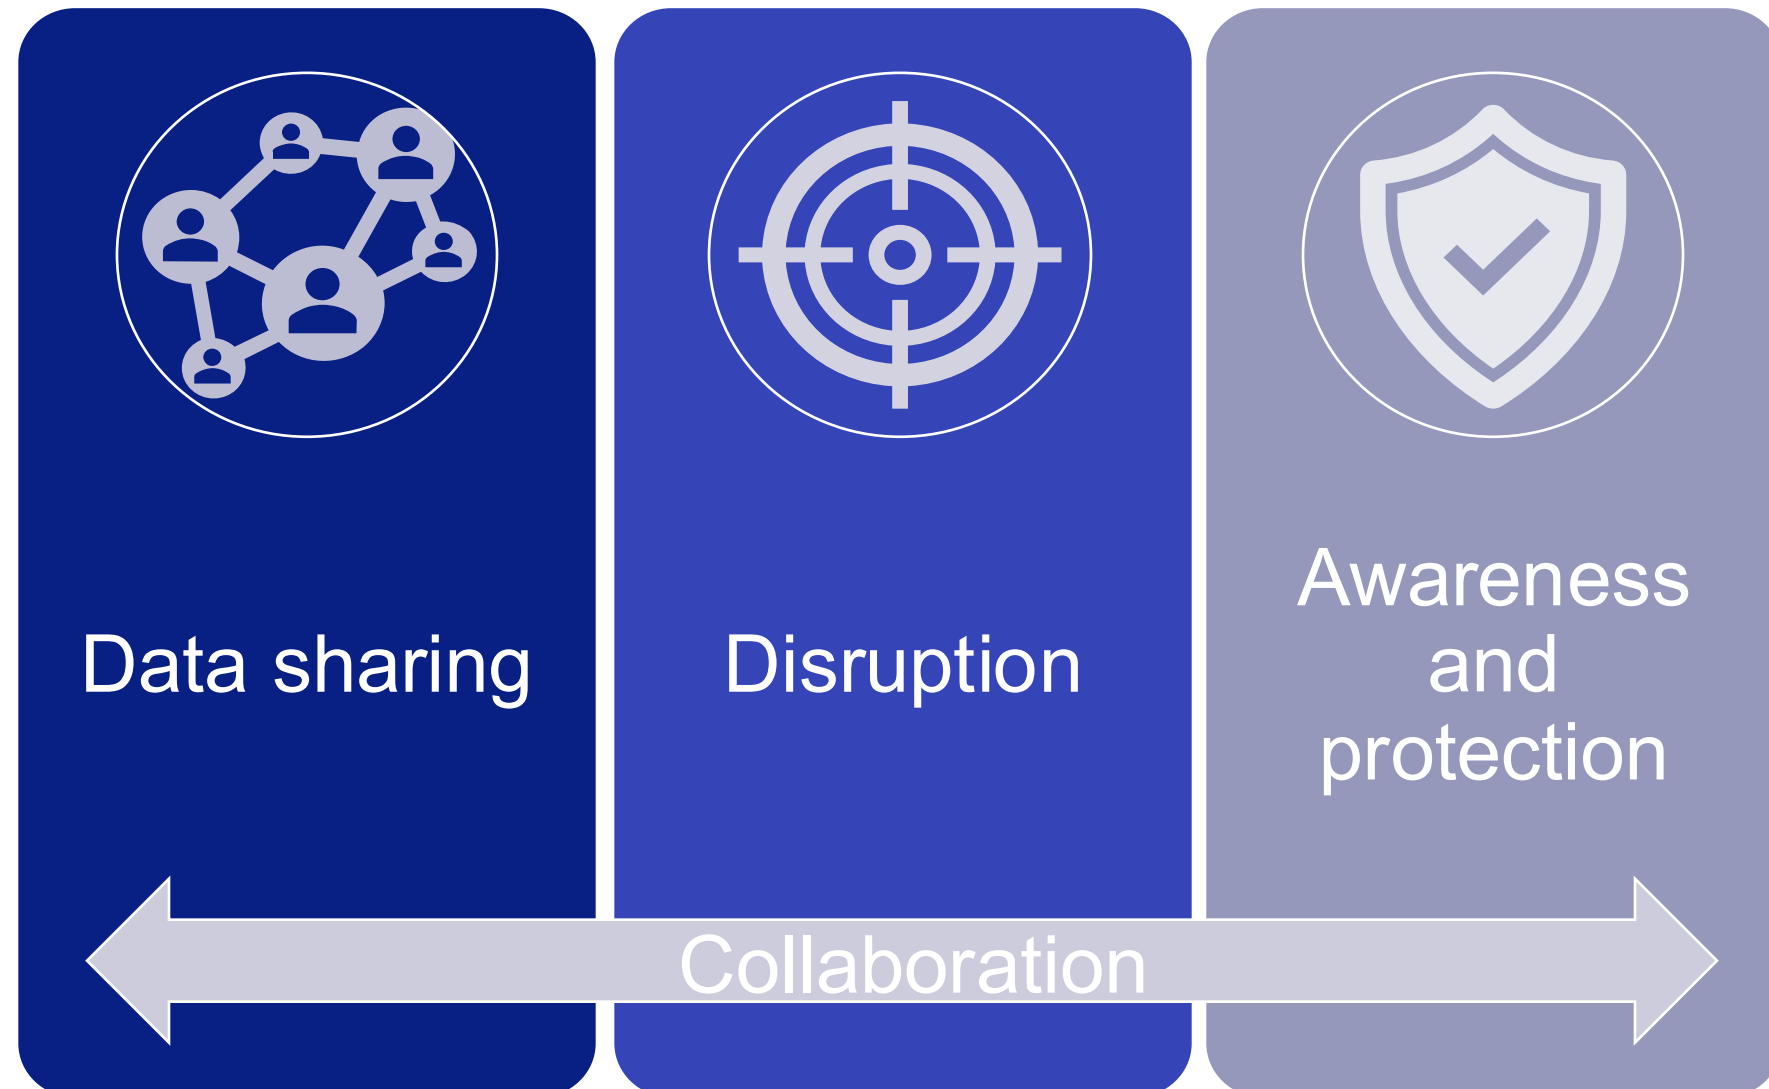 Data sharing
Disruption
Awareness
and
protection
Collaboration